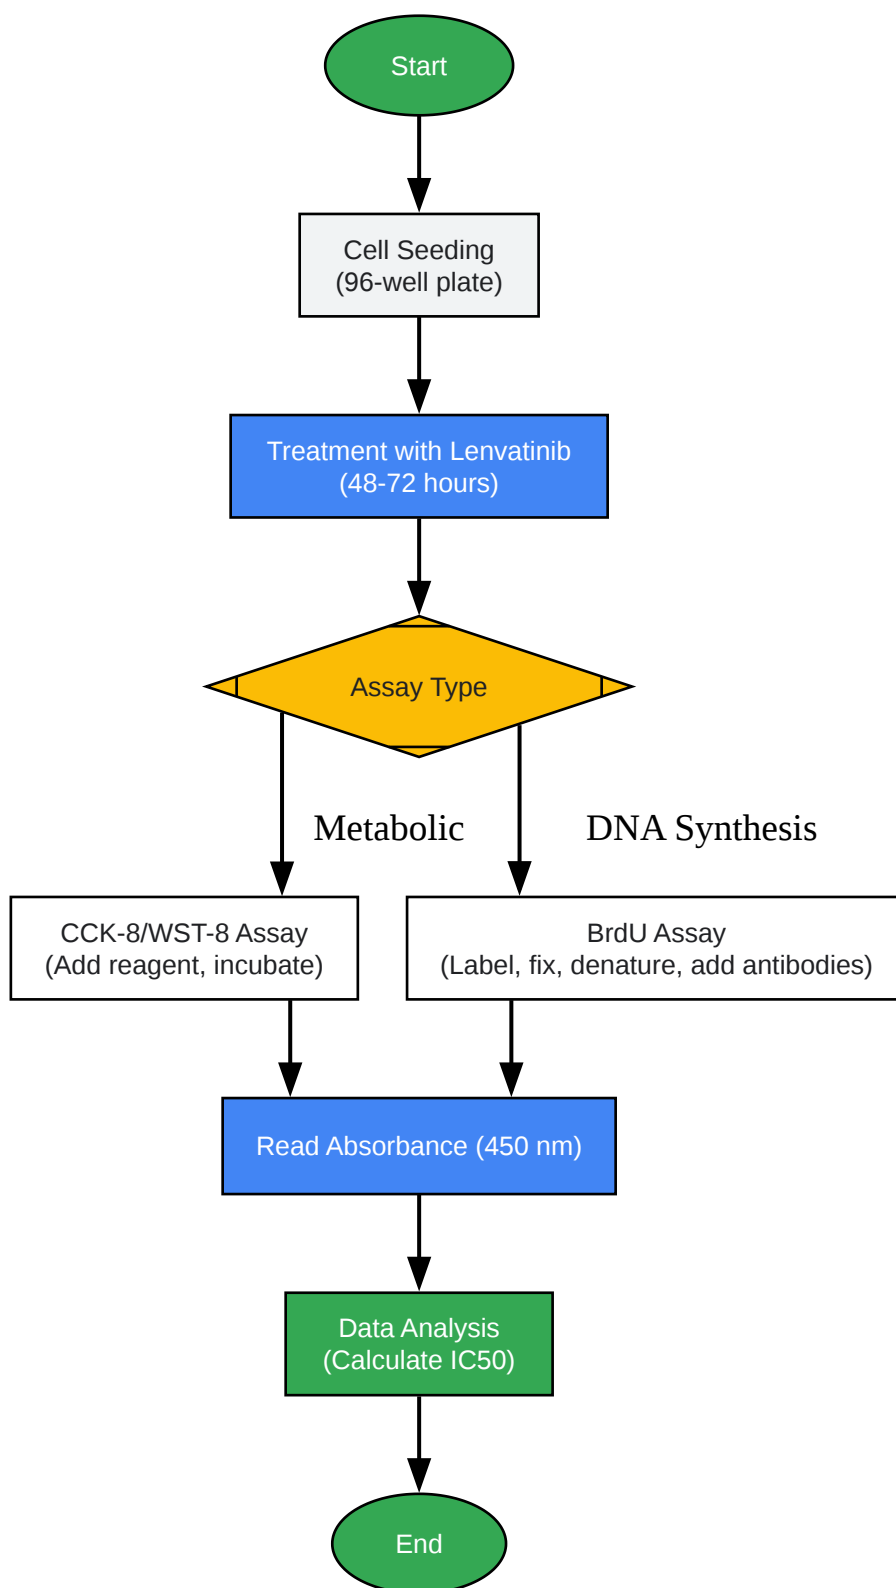 Start
Cell Seeding
(96-well plate)
Treatment with Lenvatinib
(48-72 hours)
Assay Type
Metabolic
DNA Synthesis
CCK-8/WST-8 Assay
(Add reagent, incubate)
BrdU Assay
(Label, fix, denature, add antibodies)
Read Absorbance (450 nm)
Data Analysis
(Calculate IC50)
End